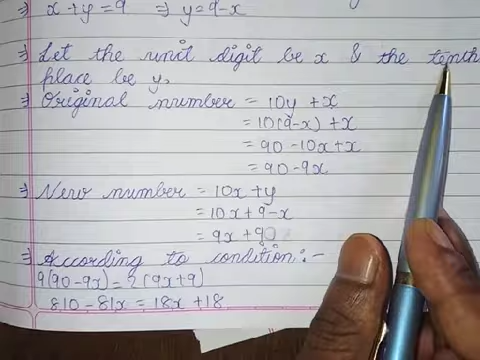 ⇒ x+y=9 ⇒ y=9-x
⇒ Let the unit digit be x & the tenth
place be y,
⇒ Original number = 10y +x
= 10(9-x) +x
= 90 -10x+x
= 90 -9x
⇒ New number = 10x+y
= 10x+9-x
= 9x+9
⇒ According to condition:-
9(90-9x)=2(9x+9)
810-81x=18x+18